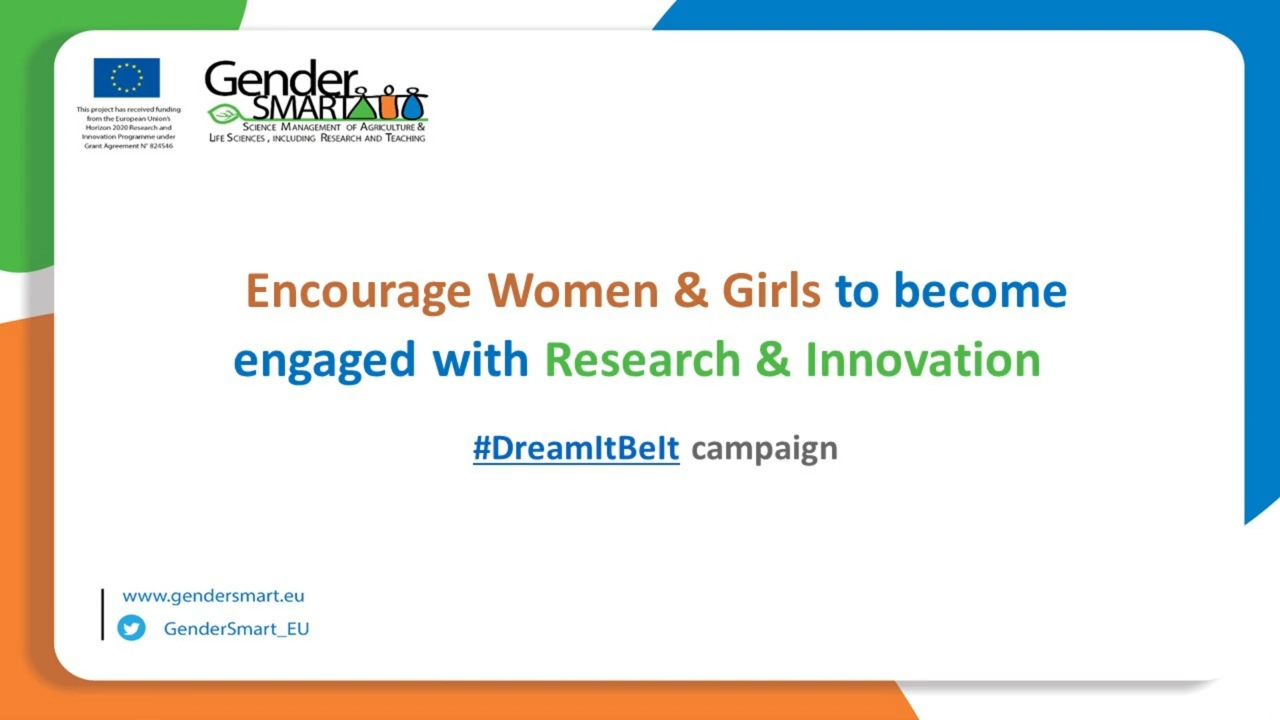 This project has received funding
from the European Union's
Horizon 2020 Research and
Innovation Programme under
Grant Agreement N° 824546
Gender
SMART
SCIENCE MANAGEMENT OF AGRICULTURE &
LIFE SCIENCES, INCLUDING RESEARCH AND TEACHING
Encourage Women & Girls to become
engaged with Research & Innovation
#DreamItBeIt campaign
www.gendersmart.eu
GenderSmart_EU